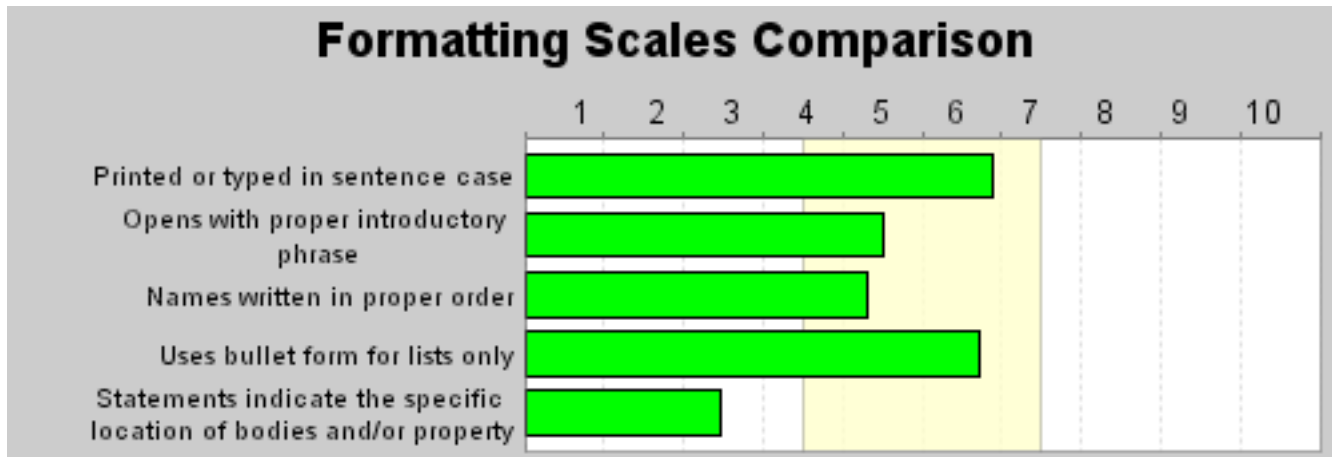 Formatting Scales Comparison
1 2 3 4 5 6 7 8 9 10
Printed or typed in sentence case
Opens with proper introductory
phrase
Names written in proper order
Uses bullet form for lists only
Statements indicate the specific
location of bodies and/or property